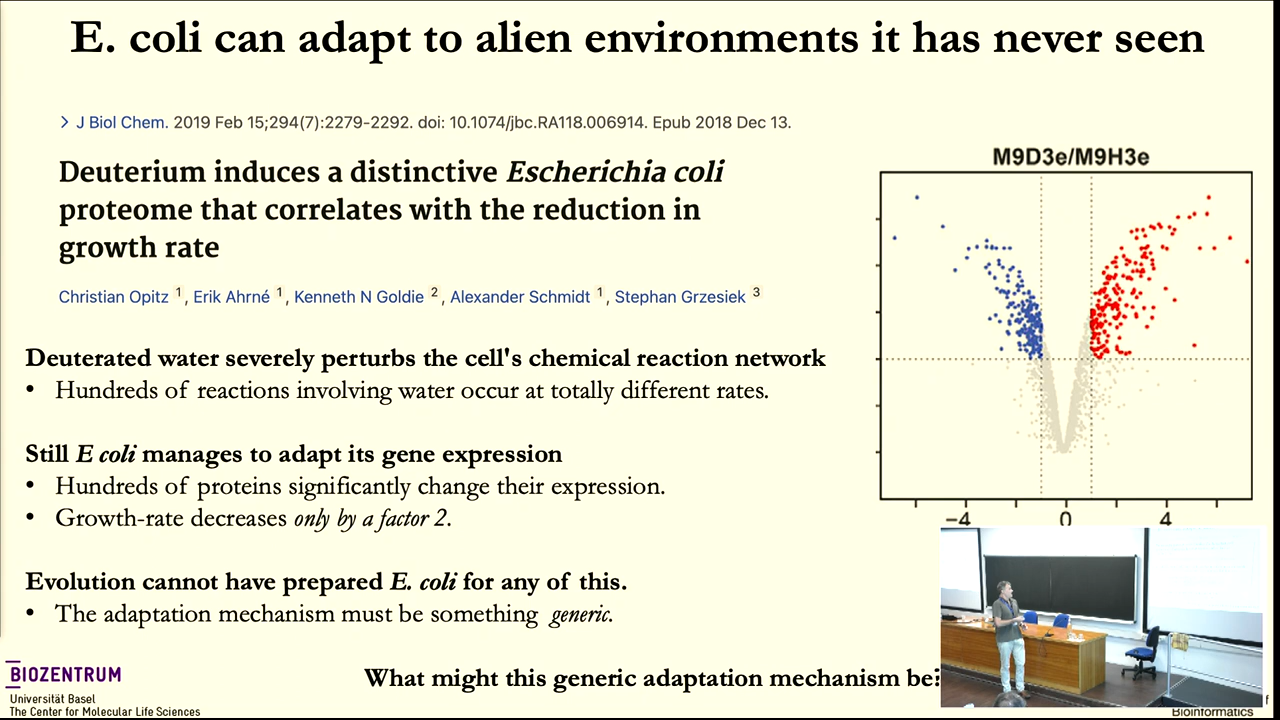 E. coli can adapt to alien environments it has never seen
> J Biol Chem. 2019 Feb 15;294(7):2279-2292. doi: 10.1074/jbc.RA118.006914. Epub 2018 Dec 13.
Deuterium induces a distinctive Escherichia coli
proteome that correlates with the reduction in
growth rate
Christian Opitz 1, Erik Ahrné 1, Kenneth N Goldie 2, Alexander Schmidt 1, Stephan Grzesiek 3
M9D3e/M9H3e
−4 0 4
Deuterated water severely perturbs the cell's chemical reaction network
• Hundreds of reactions involving water occur at totally different rates.
Still E coli manages to adapt its gene expression
• Hundreds of proteins significantly change their expression.
• Growth-rate decreases only by a factor 2.
Evolution cannot have prepared E. coli for any of this.
• The adaptation mechanism must be something generic.
What might this generic adaptation mechanism be?
BIOZENTRUM
Universität Basel
The Center for Molecular Life Sciences
f
Bioinformatics